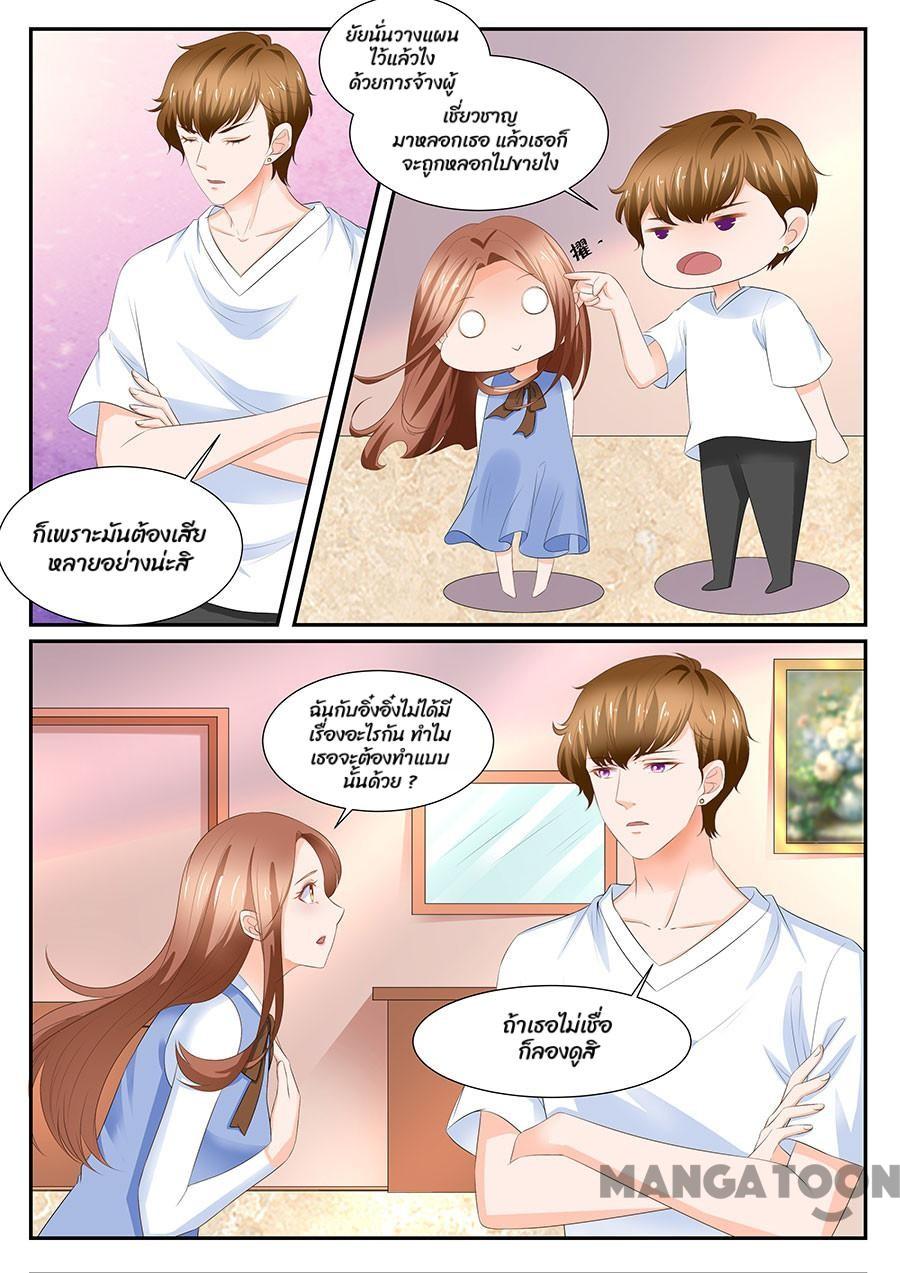 ก็เพราะมันต้องเสีย
หลายอย่างน่ะสิ
ยัยนั่นวางแผน
ไว้แล้วไง
ด้วยการจ้างผู้
เชี่ยวชาญ
มาหลอกเธอ แล้วเธอก็
จะถูกหลอกไปขายไง
擢
ฉันกับอิ๋งอิ๋งไม่ได้มี
เรื่องอะไรกัน ทำไม
เธอจะต้องทำแบบ
นั้นด้วย ?
ถ้าเธอไม่เชื่อ
ก็ลองดูสิ
MANGATOON